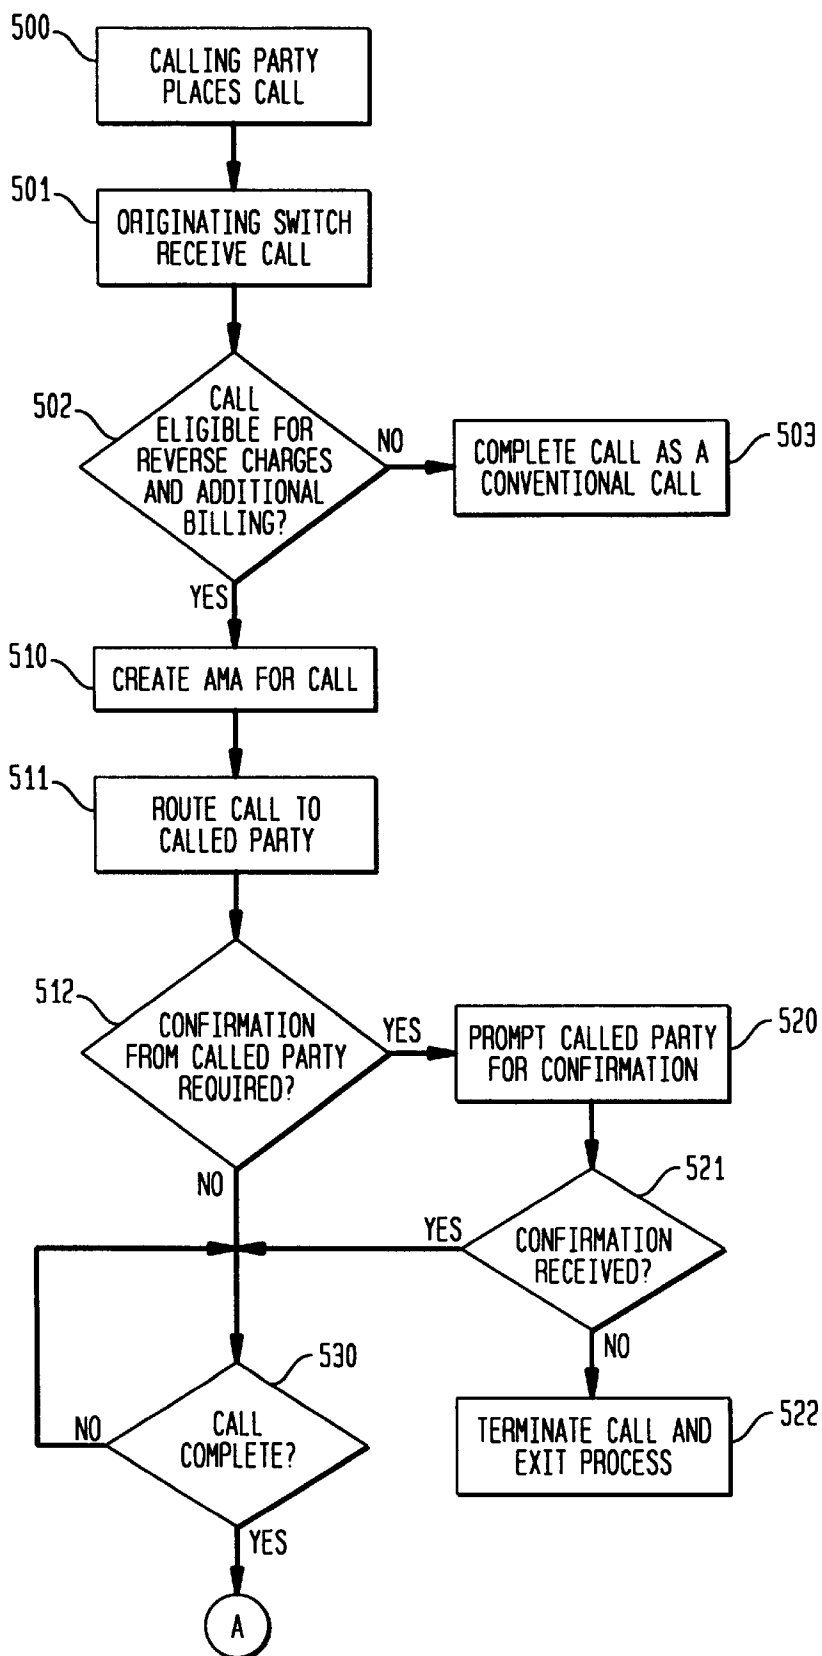 500
CALLING PARTY
PLACES CALL
501
ORIGINATING SWITCH
RECEIVE CALL
502
CALL
ELIGIBLE FOR
REVERSE CHARGES
AND ADDITIONAL
BILLING?
NO
COMPLETE CALL AS A
CONVENTIONAL CALL
503
YES
510
CREATE AMA FOR CALL
511
ROUTE CALL TO
CALLED PARTY
512
CONFIRMATION
FROM CALLED PARTY
REQUIRED?
YES
PROMPT CALLED PARTY
FOR CONFIRMATION
520
NO
521
YES
CONFIRMATION
RECEIVED?
NO
530
NO
CALL
COMPLETE?
TERMINATE CALL AND
EXIT PROCESS
522
YES
A